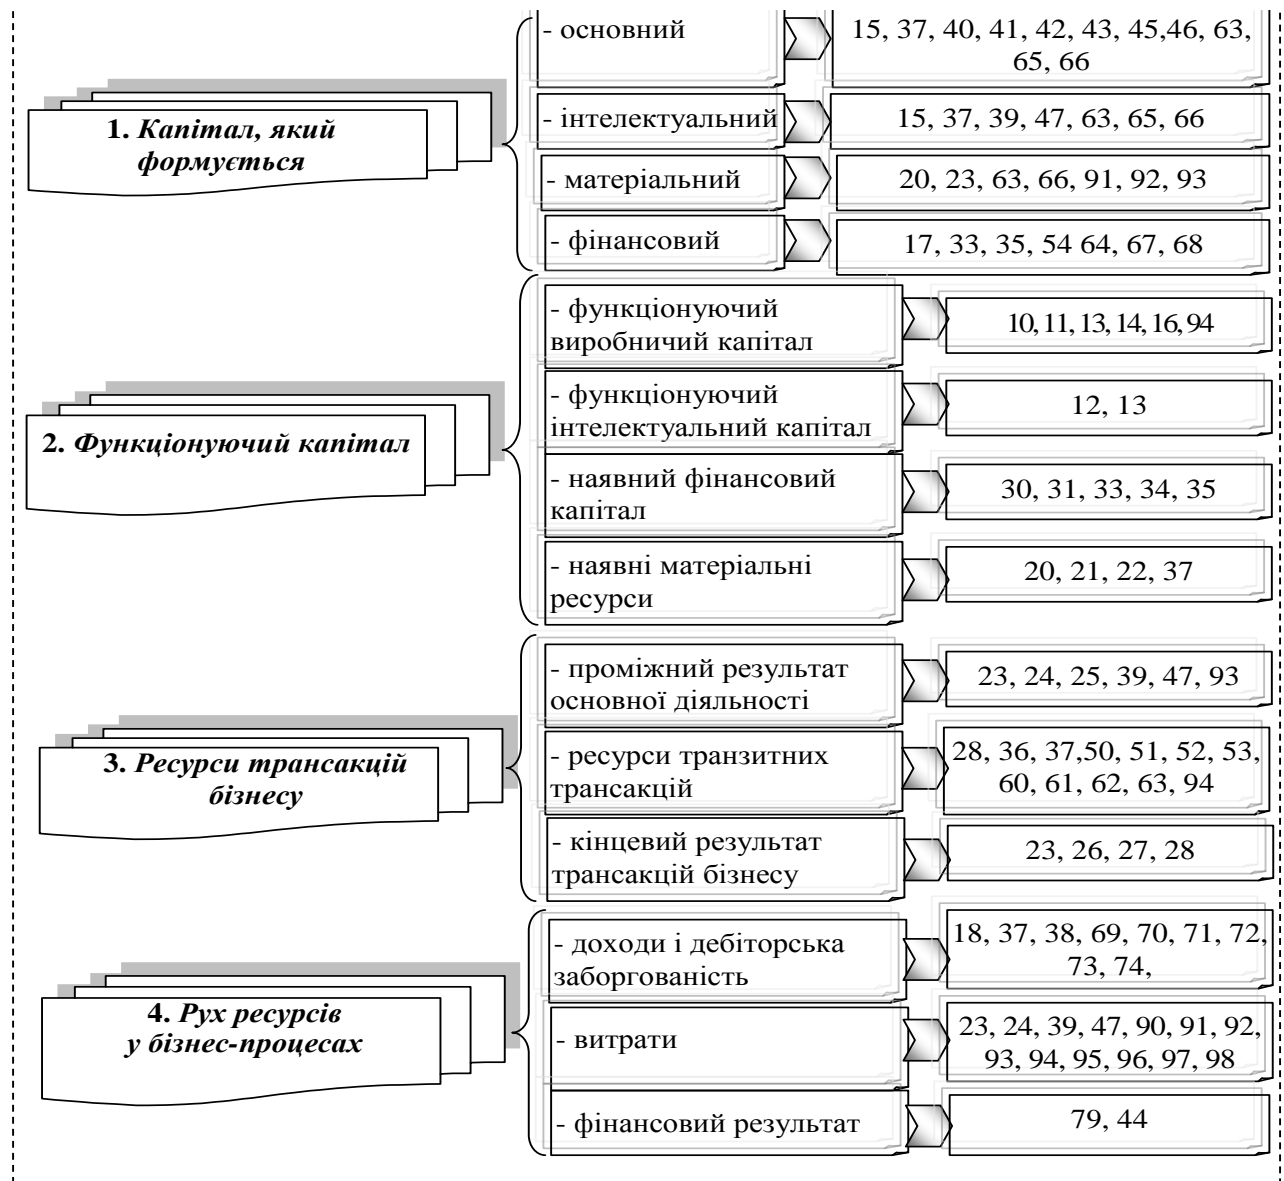 1. Капітал, який
формується
- основний
15, 37, 40, 41, 42, 43, 45,46, 63,
65, 66
- інтелектуальний
15, 37, 39, 47, 63, 65, 66
- матеріальний
20, 23, 63, 66, 91, 92, 93
- фінансовий
17, 33, 35, 54 64, 67, 68
2. Функціонуючий капітал
- функціонуючий
виробничий капітал
10, 11, 13, 14, 16, 94
- функціонуючий
інтелектуальний капітал
12, 13
- наявний фінансовий
капітал
30, 31, 33, 34, 35
- наявні матеріальні
ресурси
20, 21, 22, 37
3. Ресурси трансакцій
бізнесу
- проміжний результат
основної діяльності
23, 24, 25, 39, 47, 93
- ресурси транзитних
трансакцій
28, 36, 37,50, 51, 52, 53,
60, 61, 62, 63, 94
- кінцевий результат
трансакцій бізнесу
23, 26, 27, 28
4. Рух ресурсів
у бізнес-процесах
- доходи і дебіторська
заборгованість
18, 37, 38, 69, 70, 71, 72,
73, 74,
- витрати
23, 24, 39, 47, 90, 91, 92,
93, 94, 95, 96, 97, 98
- фінансовий результат
79, 44